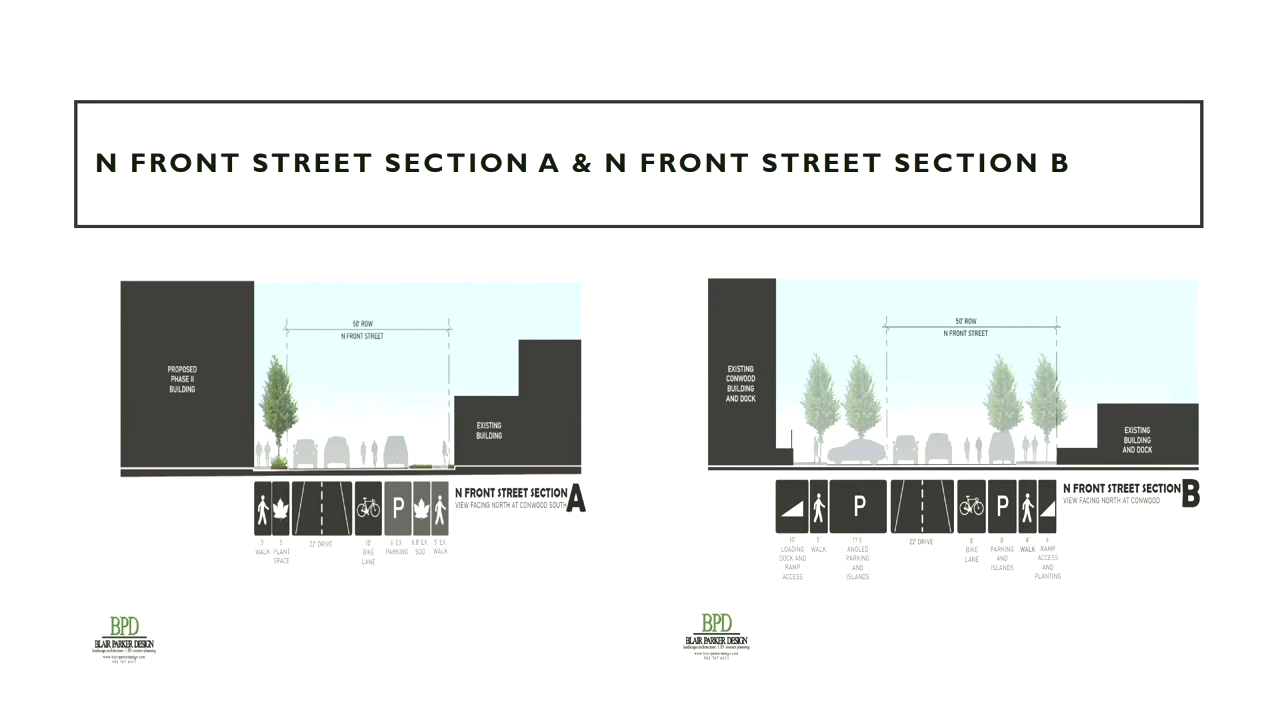 N FRONT STREET SECTION A & N FRONT STREET SECTION B
50' ROW
N FRONT STREET
PROPOSED
PHASE II
BUILDING
EXISTING
BUILDING
N FRONT STREET SECTION A
VIEW FACING NORTH AT CONWOOD SOUTH
5'
WALK
5'
PLANT
SPACE
22' DRIVE
10'
BIKE
LANE
P
6' EX.
PARKING
EX.
SOD
5' EX.
WALK
BPD
BLAIR PARKER DESIGN
50' ROW
N FRONT STREET
EXISTING
CONWOOD
BUILDING
AND DOCK
EXISTING
BUILDING
AND DOCK
N FRONT STREET SECTION B
VIEW FACING NORTH AT CONWOOD
10'
LOADING
DOCK AND
RAMP
ACCESS
5'
WALK
P
17.5'
ANGLED
PARKING
AND
ISLANDS
22' DRIVE
8'
BIKE
LANE
P
8'
PARKING
AND
ISLANDS
6'
WALK
6'
RAMP
ACCESS
AND
PLANTING
BPD
BLAIR PARKER DESIGN